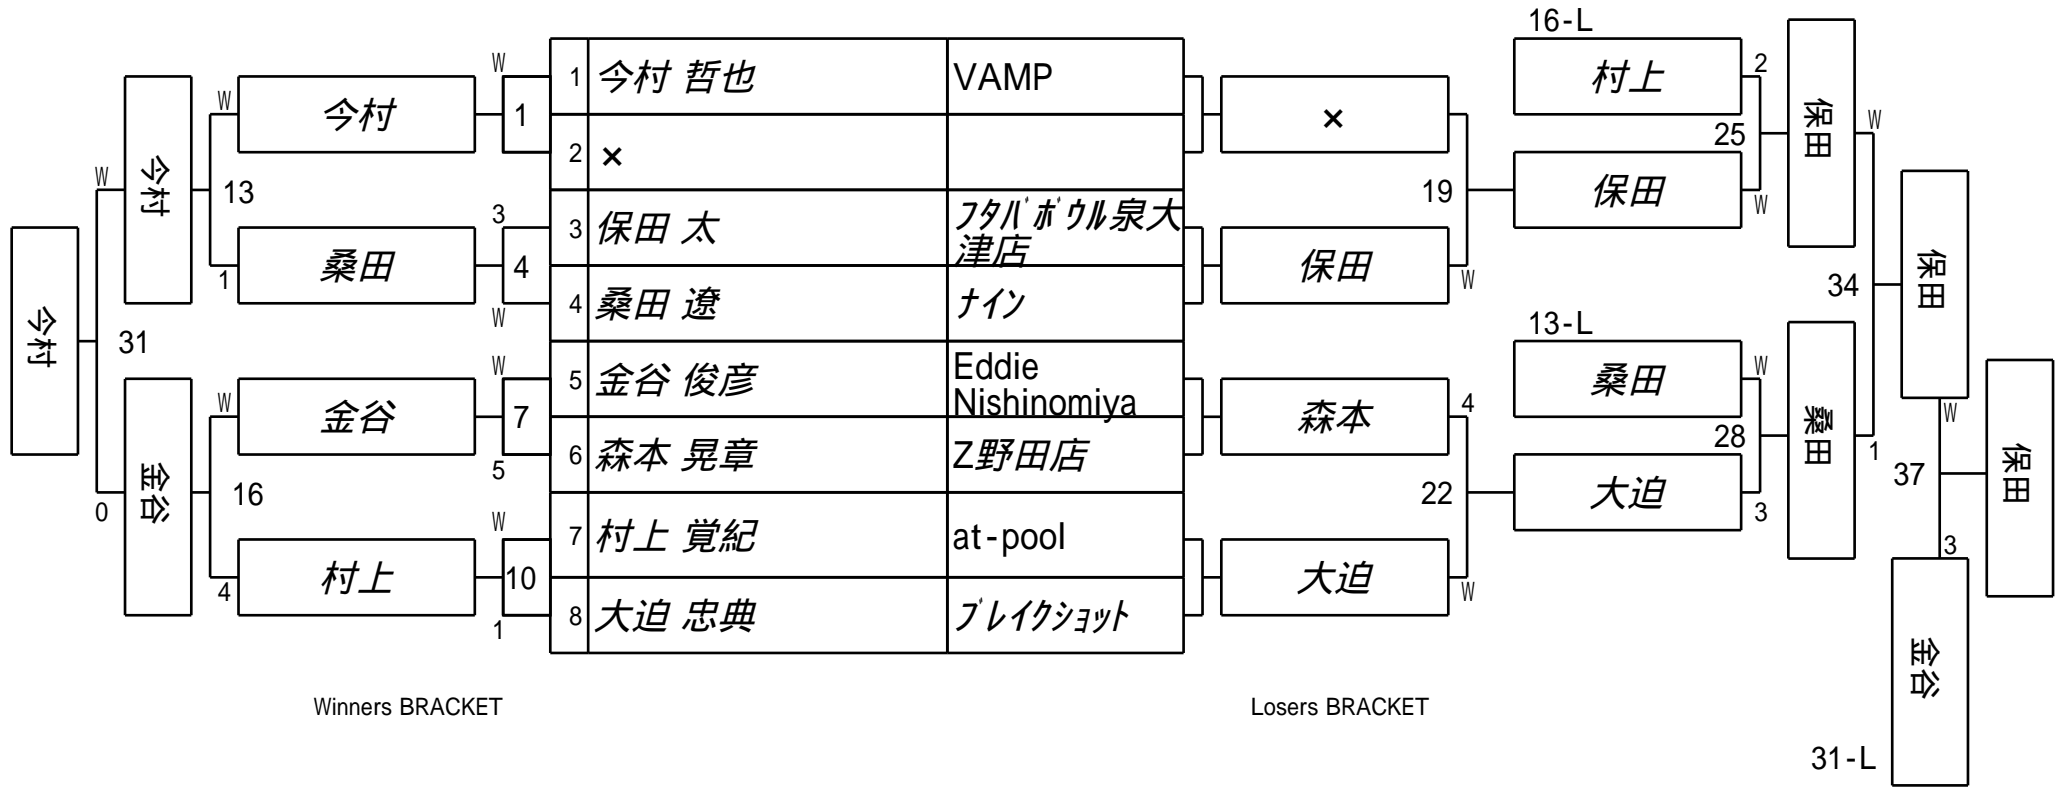 16-L
W
1 今村 哲也 VAMP
2
村上
今村
1
×
W
25
保田
W
2 ×
保田
今村
W
13
3
3 保田 太 フタバボウル泉大
津店
19
W
保田
桑田
1
4
保田
W
4 桑田 遼 ナイン
34
W
13-L
今村
31
W
5 金谷 俊彦 Eddie
Nishinomiya
桑田
W
W
金谷
7
森本
4
28
桑田
1
W
金谷
5
6 森本 晃章 Z野田店
大迫
3
37
保田
0
16
22
W
7 村上 覚紀 at-pool
3
村上
4
10
大迫
W
1
8 大迫 忠典 ブレイクショット
金谷
Winners BRACKET
Losers BRACKET
31-L